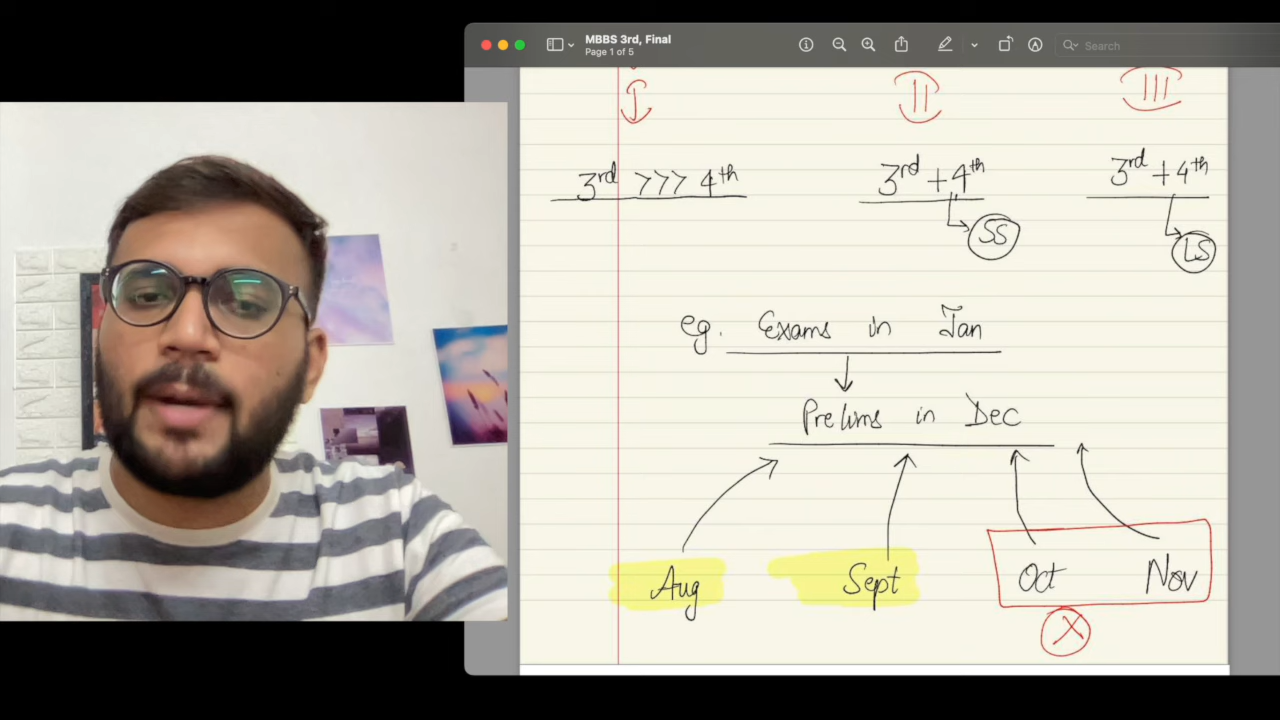 MBBS 3rd, Final
Page 1 of 5
Search
I
II
III
3rd >>> 4th
3rd + 4th
3rd + 4th
SS
LS
eg. Exams in Jan
Prelims in Dec
Aug
Sept
Oct
Nov
X